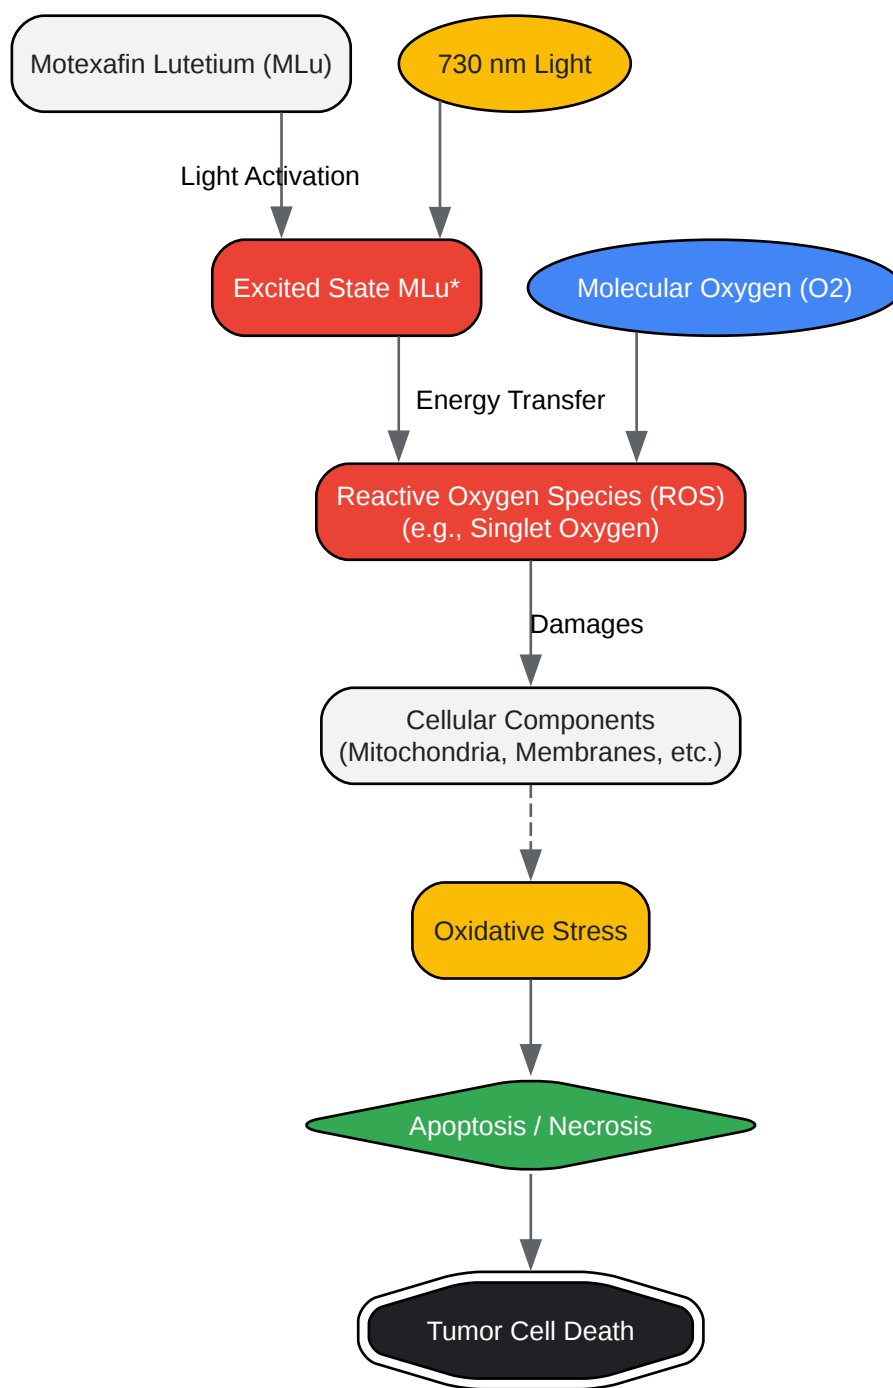 Motexafin Lutetium (MLu)
730 nm Light
Light Activation
Excited State MLu*
Molecular Oxygen (O2)
Energy Transfer
Reactive Oxygen Species (ROS)
(e.g., Singlet Oxygen)
Damages
Cellular Components
(Mitochondria, Membranes, etc.)
Oxidative Stress
Apoptosis / Necrosis
Tumor Cell Death